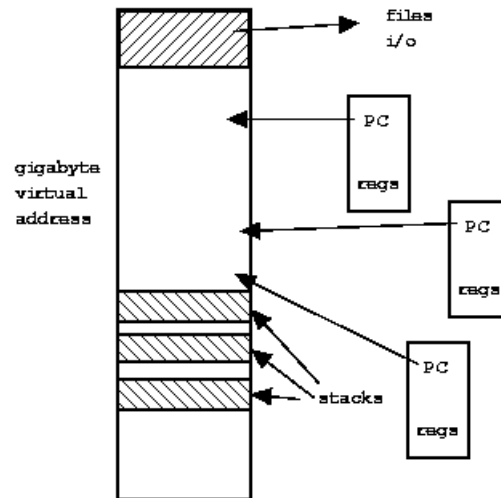 files
i/o
PC
regs
gigabyte
virtual
address
PC
regs
PC
regs
stacks